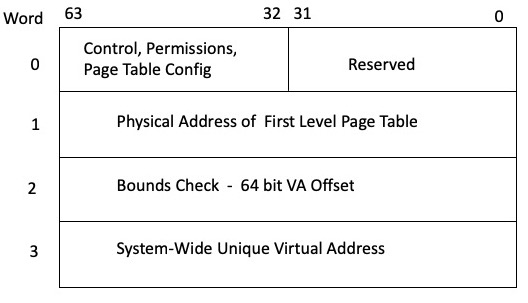 Word 63 32 31 0
0 Control, Permissions,
Page Table Config Reserved
1 Physical Address of First Level Page Table
2 Bounds Check - 64 bit VA Offset
3 System-Wide Unique Virtual Address